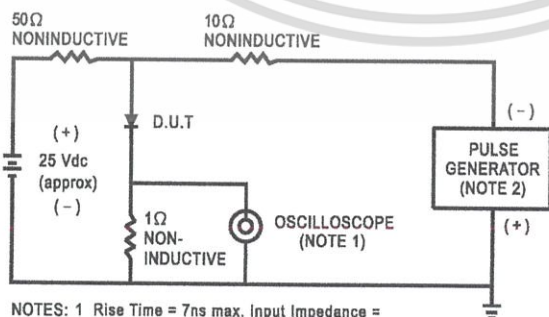 50Ω
NONINDUCTIVE
10Ω
NONINDUCTIVE
D.U.T
(+)
25 Vdc
(approx)
(−)
1Ω
NON-
INDUCTIVE
OSCILLOSCOPE
(NOTE 1)
(−)
PULSE
GENERATOR
(NOTE 2)
(+)
NOTES: 1 Rise Time = 7ns max. Input Impedance =